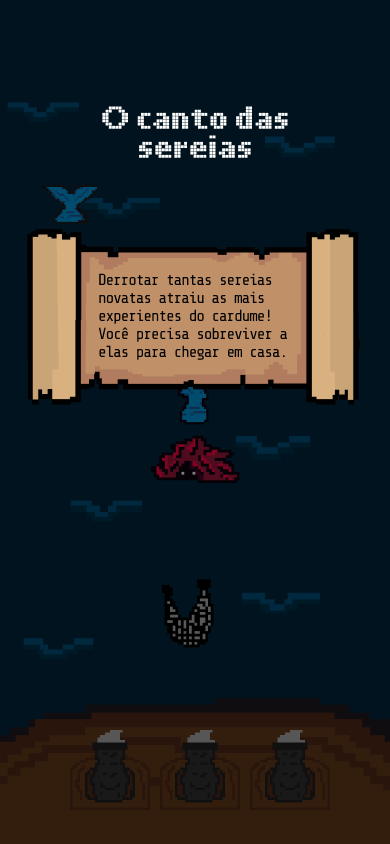 O canto das
sereias
Derrotar tantas sereias
novatas atraiu as mais
experientes do cardume!
Você precisa sobreviver a
elas para chegar em casa.